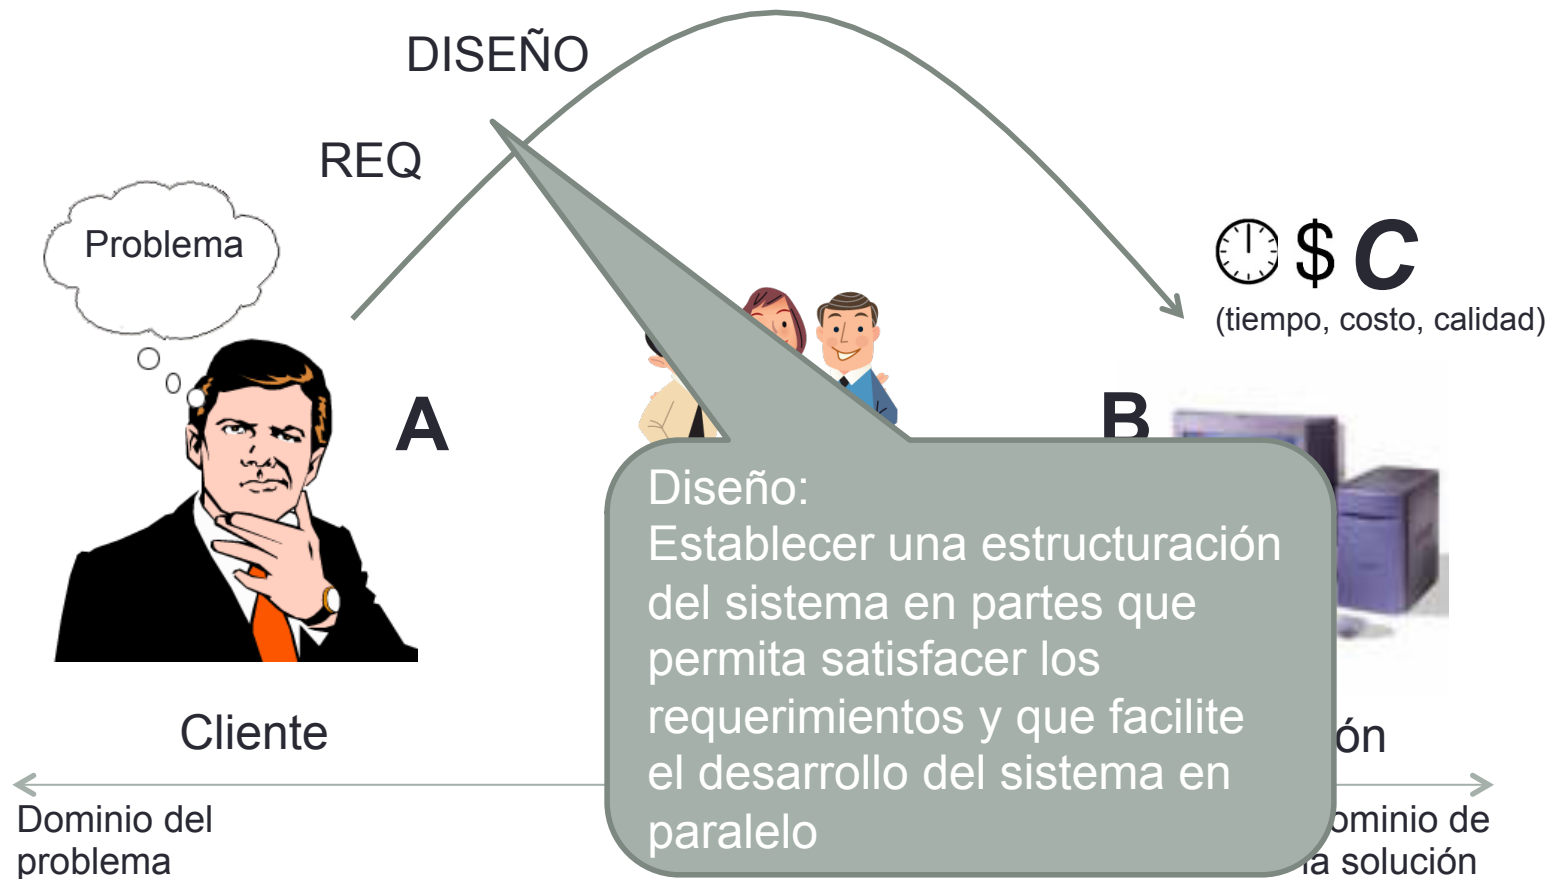 DISEÑO
REQ
Problema
$ C
(tiempo, costo, calidad)
A
B
Diseño:
Establecer una estructuración
del sistema en partes que
permita satisfacer los
requerimientos y que facilite
el desarrollo del sistema en
paralelo
Cliente
ón
Dominio del
problema
ominio de
la solución